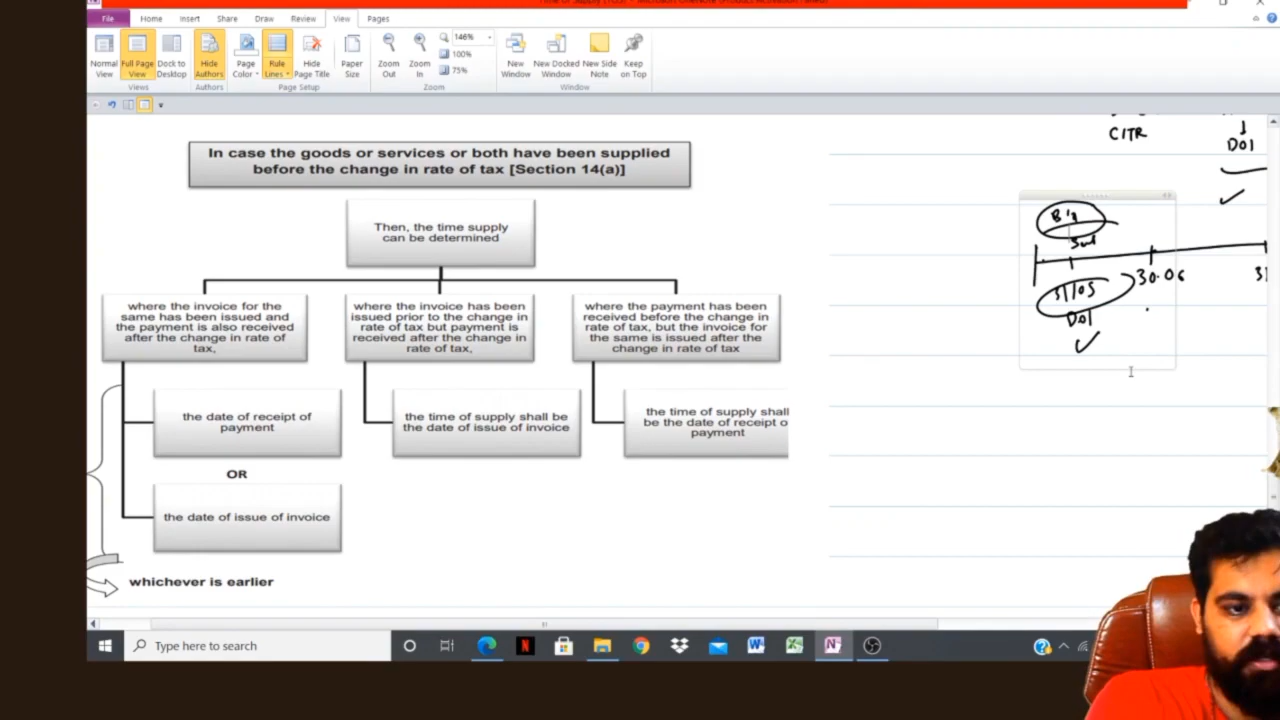 File
Home
Insert
Share
Draw
Review
View
Pages
Normal
View
Full Page
View
Dock to
Desktop
Hide
Authors
Page
Color
Rule
Lines
Hide
Page Title
Paper
Size
Zoom
Out
Zoom
In
146%
100%
75%
New
Window
New Docked
Window
New Side
Note
Keep
on Top
Views
Authors
Page Setup
Zoom
Window
In case the goods or services or both have been supplied
before the change in rate of tax [Section 14(a)]
Then, the time supply
can be determined
where the invoice for the
same has been issued and
the payment is also received
after the change in rate of
tax,
where the invoice has been
issued prior to the change in
rate of tax but payment is
received after the change in
rate of tax,
where the payment has been
received before the change in
rate of tax, but the invoice for
the same is issued after the
change in rate of tax
the date of receipt of
payment
OR
the date of issue of invoice
whichever is earlier
the time of supply shall be
the date of issue of invoice
the time of supply shall
be the date of receipt o
payment
CITR
DOI
30.06
31/05
DOI
Type here to search